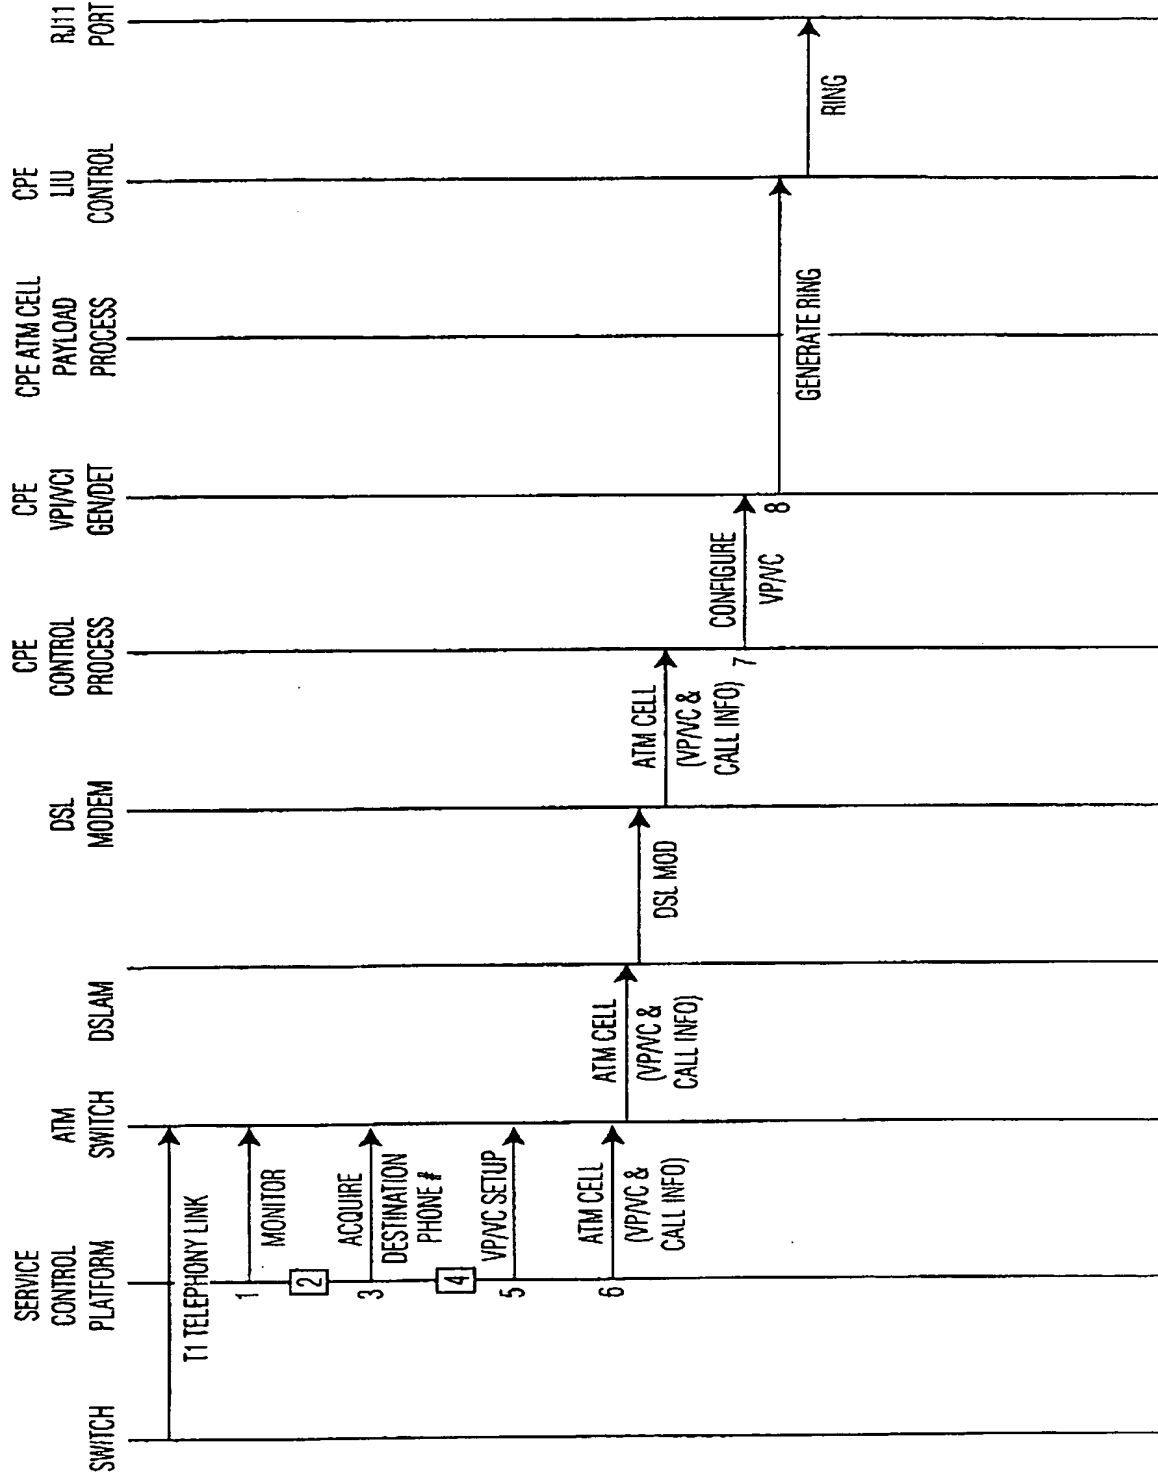 SWITCH
SERVICE
CONTROL
PLATFORM
ATM
SWITCH
DSLAM
DSL
MODEM
CPE
CONTROL
PROCESS
CPE
VPI/VCI
GEN/DET
CPE ATM CELL
PAYLOAD
PROCESS
CPE
LIU
CONTROL
RJ11
PORT
T1 TELEPHONY LINK
1
MONITOR
2
3
ACQUIRE
DESTINATION
PHONE #
4
5
VP/VC SETUP
6
ATM CELL
(VP/VC &
CALL INFO)
ATM CELL
(VP/VC &
CALL INFO)
DSL MOD
ATM CELL
(VP/VC &
CALL INFO)
7
CONFIGURE
VP/VC
8
GENERATE RING
RING